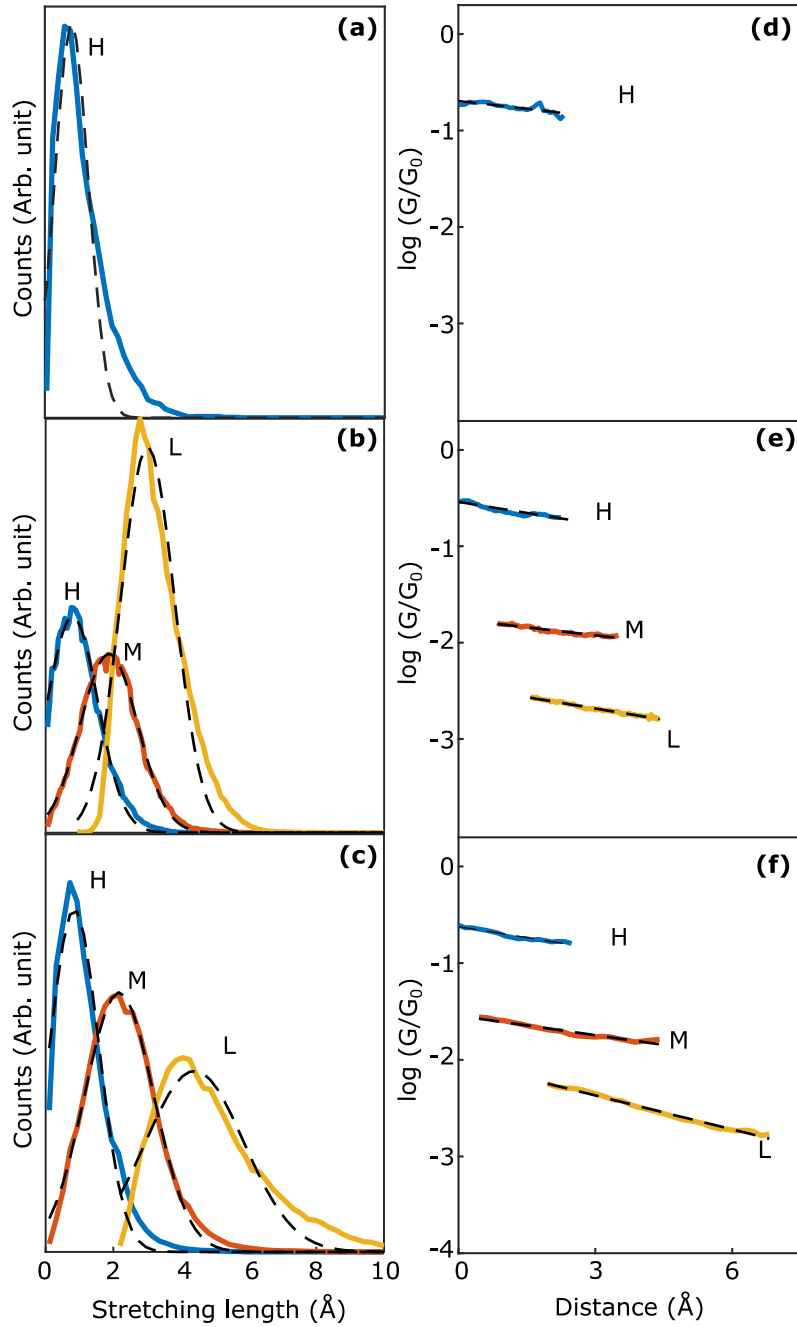 (a)
H
Counts (Arb. unit)
(d)
0
H
-1
-2
-3
log (G/G₀)
(b)
L
H
M
Counts (Arb. unit)
(e)
0
H
-1
M
-2
L
-3
log (G/G₀)
(c)
H
M
L
Counts (Arb. unit)
0 2 4 6 8 10
Stretching length (Å)
(f)
0
H
-1
M
-2
L
-3
-4
log (G/G₀)
0 3 6
Distance (Å)